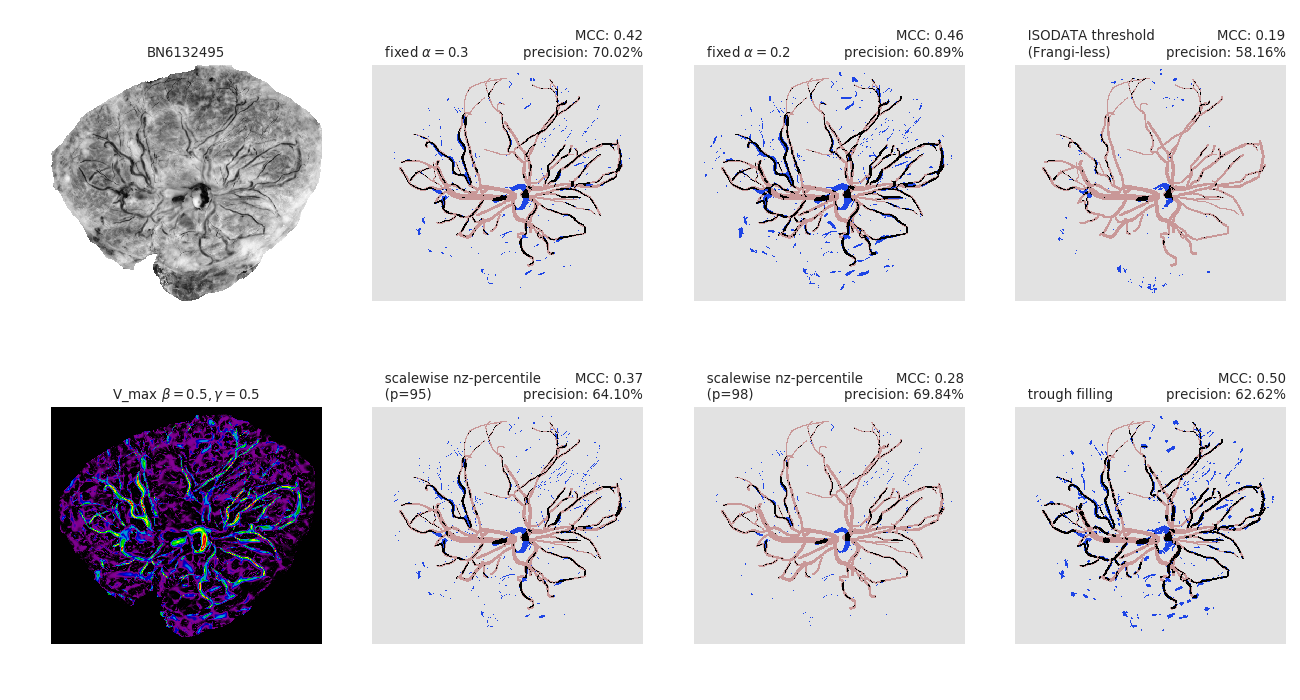 BN6132495
fixed α = 0.3
MCC: 0.42
precision: 70.02%
fixed α = 0.2
MCC: 0.46
precision: 60.89%
ISODATA threshold
(Frangi-less)
MCC: 0.19
precision: 58.16%
V_max β = 0.5, γ = 0.5
scalewise nz-percentile
(p=95)
MCC: 0.37
precision: 64.10%
scalewise nz-percentile
(p=98)
MCC: 0.28
precision: 69.84%
trough filling
MCC: 0.50
precision: 62.62%